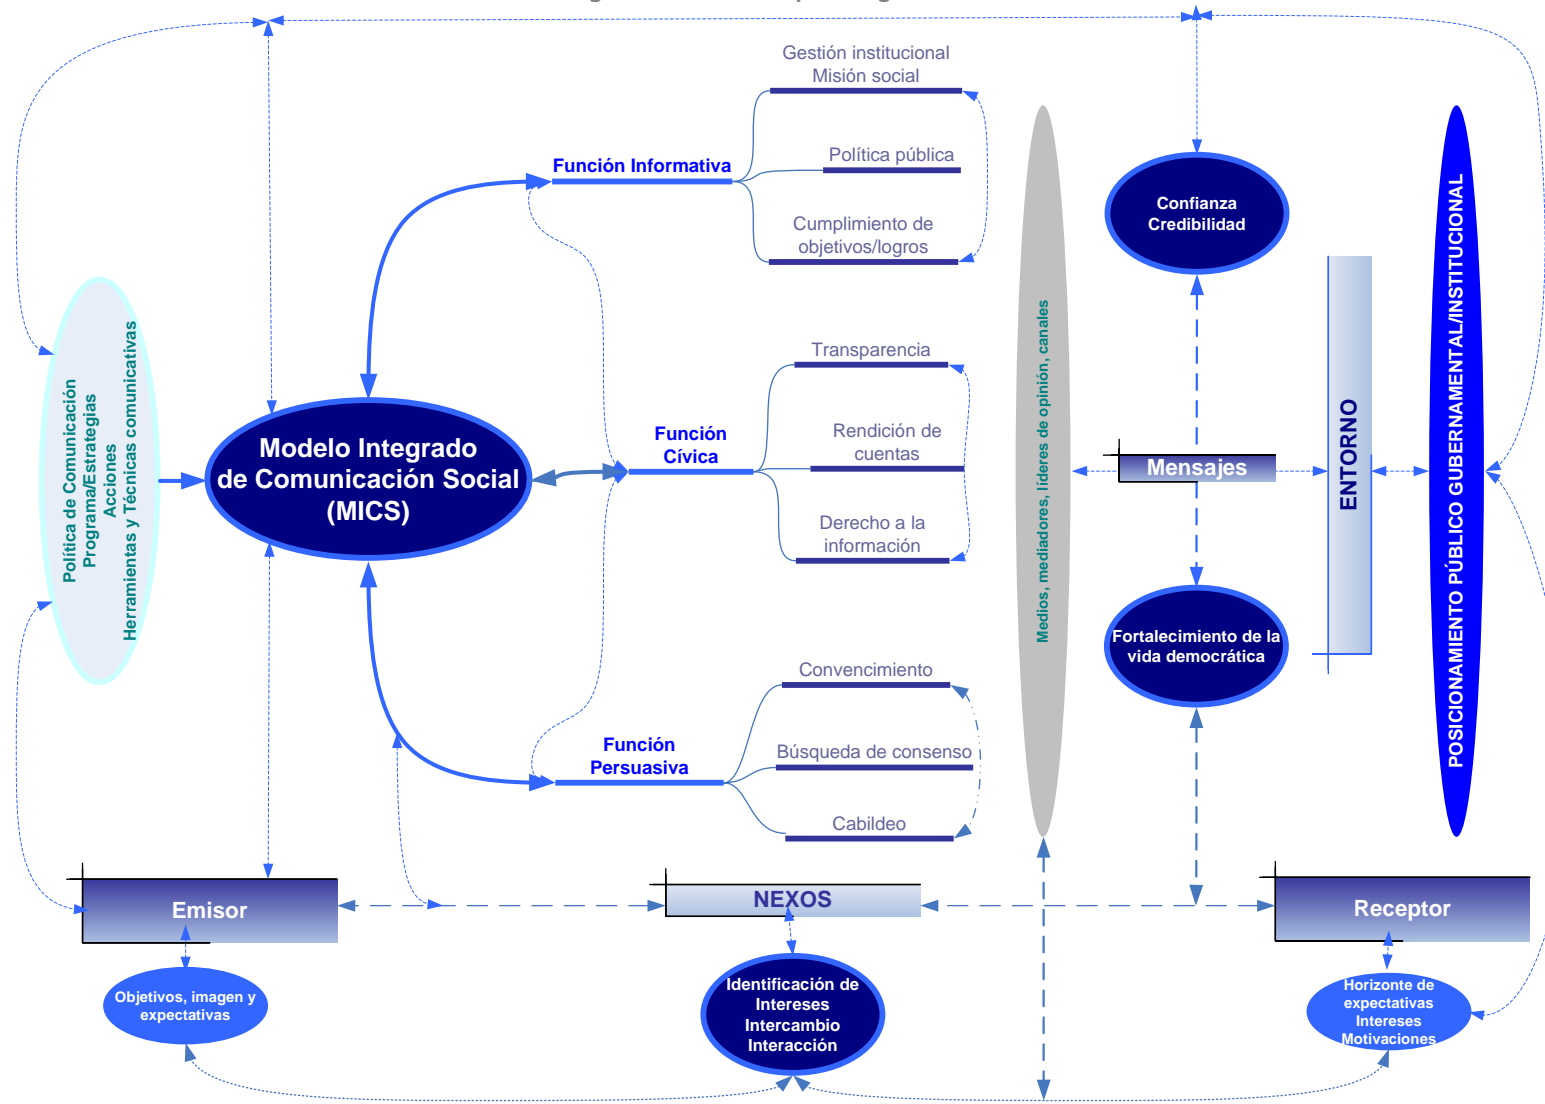 Gestión institucional
Misión social
Función Informativa
Política pública
Cumplimiento de
objetivos/logros
Confianza
Credibilidad
Política de Comunicación
Programa/Estrategias
Acciones
Herramientas y Técnicas comunicativas
Modelo Integrado
de Comunicación Social
(MICS)
Función
Cívica
Transparencia
Rendición de
cuentas
Derecho a la
información
Medios, mediadores, líderes de opinión, canales
Mensajes
ENTORNO
POSICIONAMIENTO PÚBLICO GUBERNAMENTAL/INSTITUCIONAL
Fortalecimiento de la
vida democrática
Función
Persuasiva
Convencimiento
Búsqueda de consenso
Cabildeo
Emisor
NEXOS
Receptor
Objetivos, imagen y
expectativas
Identificación de
Intereses
Intercambio
Interacción
Horizonte de
expectativas
Intereses
Motivaciones